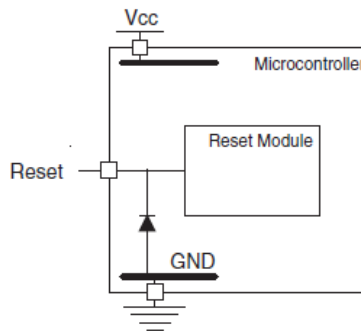 Vcc
Microcontroller
Reset Module
Reset
GND